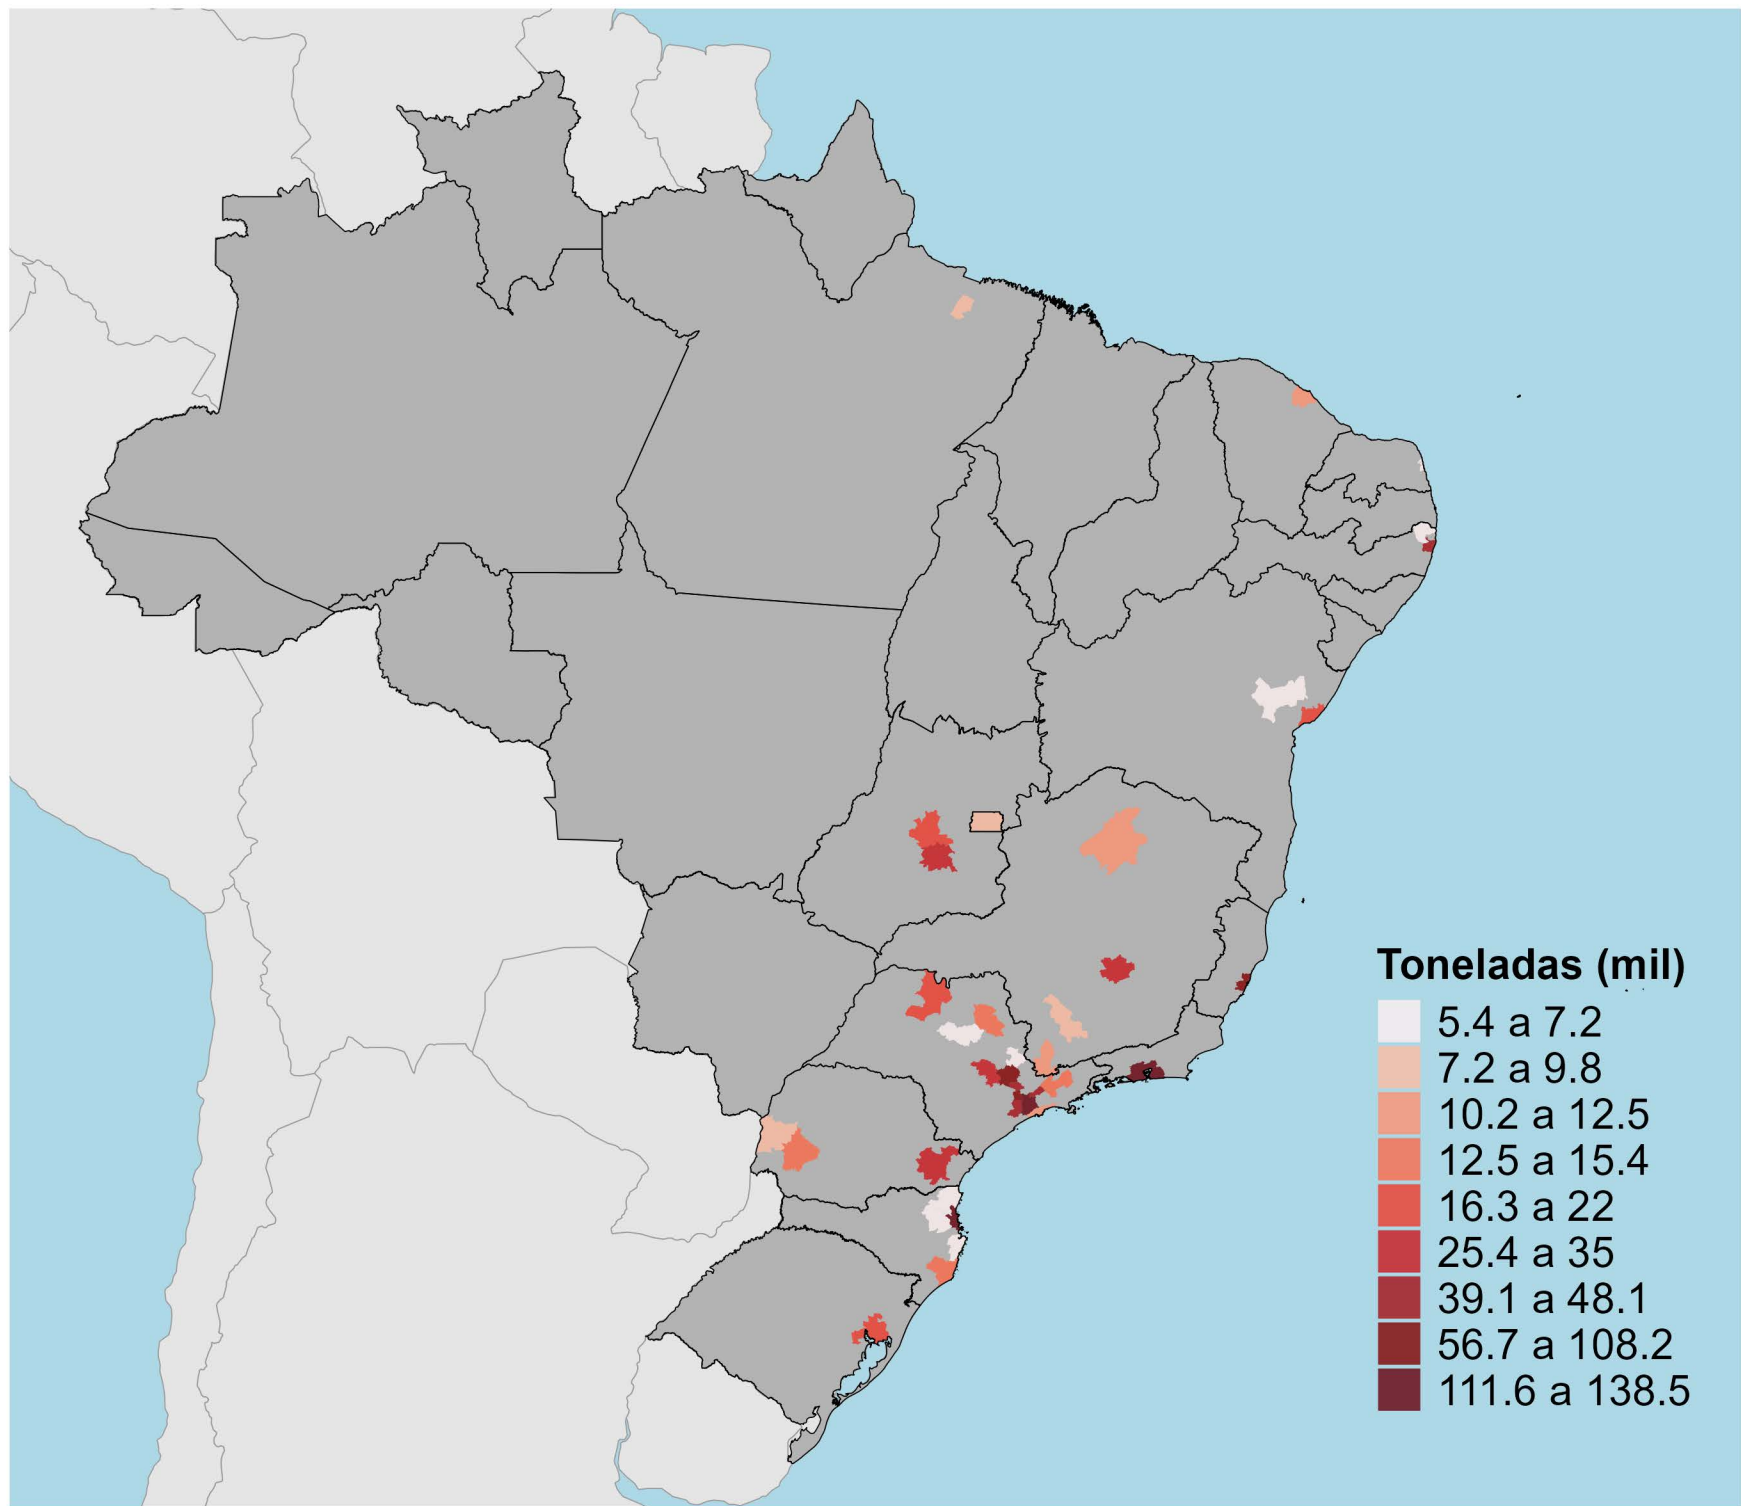 Toneladas (mil)
5.4 a 7.2
7.2 a 9.8
10.2 a 12.5
12.5 a 15.4
16.3 a 22
25.4 a 35
39.1 a 48.1
56.7 a 108.2
111.6 a 138.5